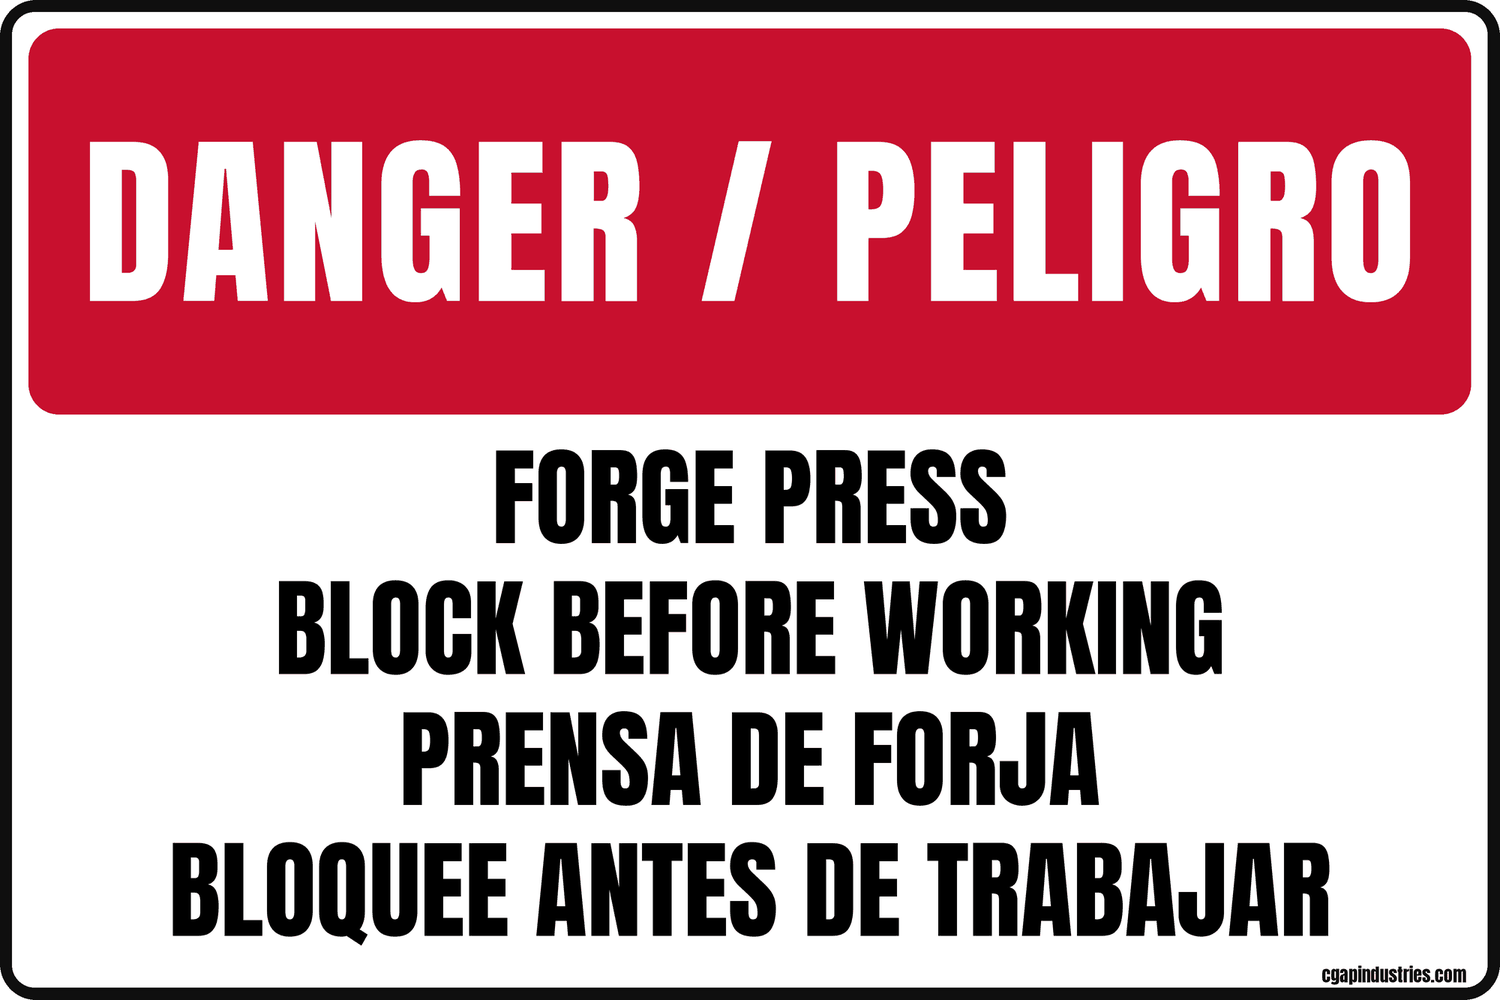 DANGER / PELIGRO
FORGE PRESS
BLOCK BEFORE WORKING
PRENSA DE FORJA
BLOQUEE ANTES DE TRABAJAR
cgapindustries.com